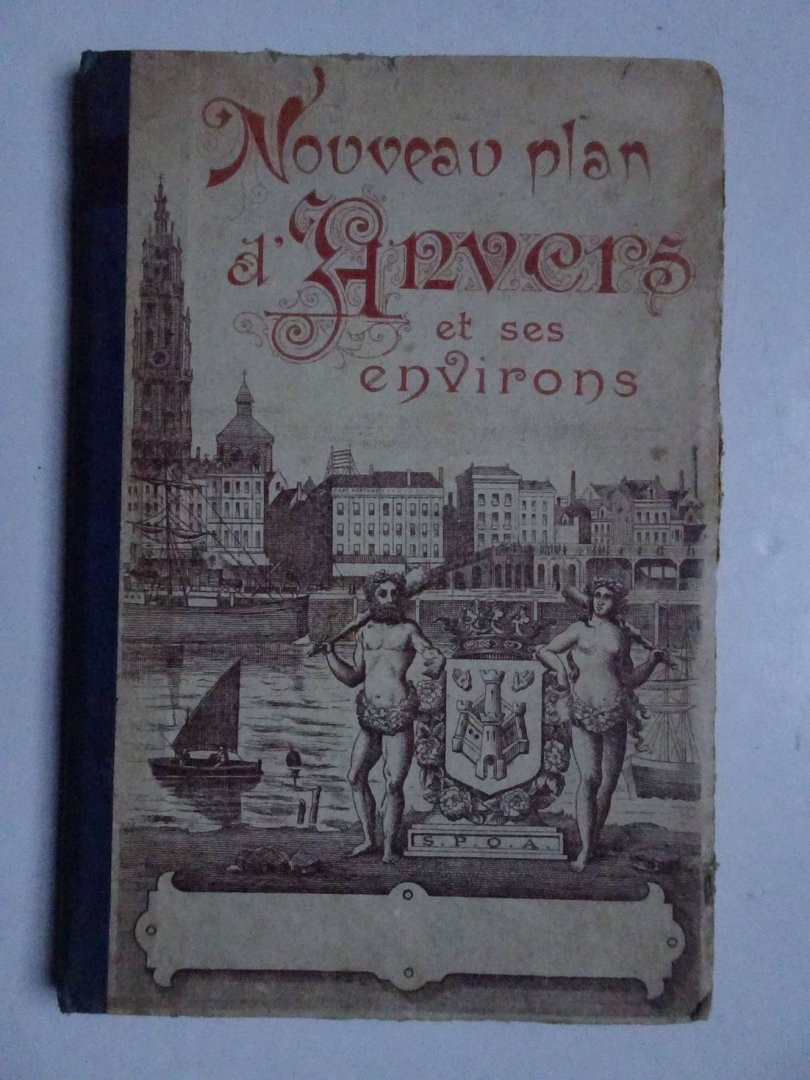 Nouveau plan
d'Anvers
et ses
environs
S.P.Q.A.